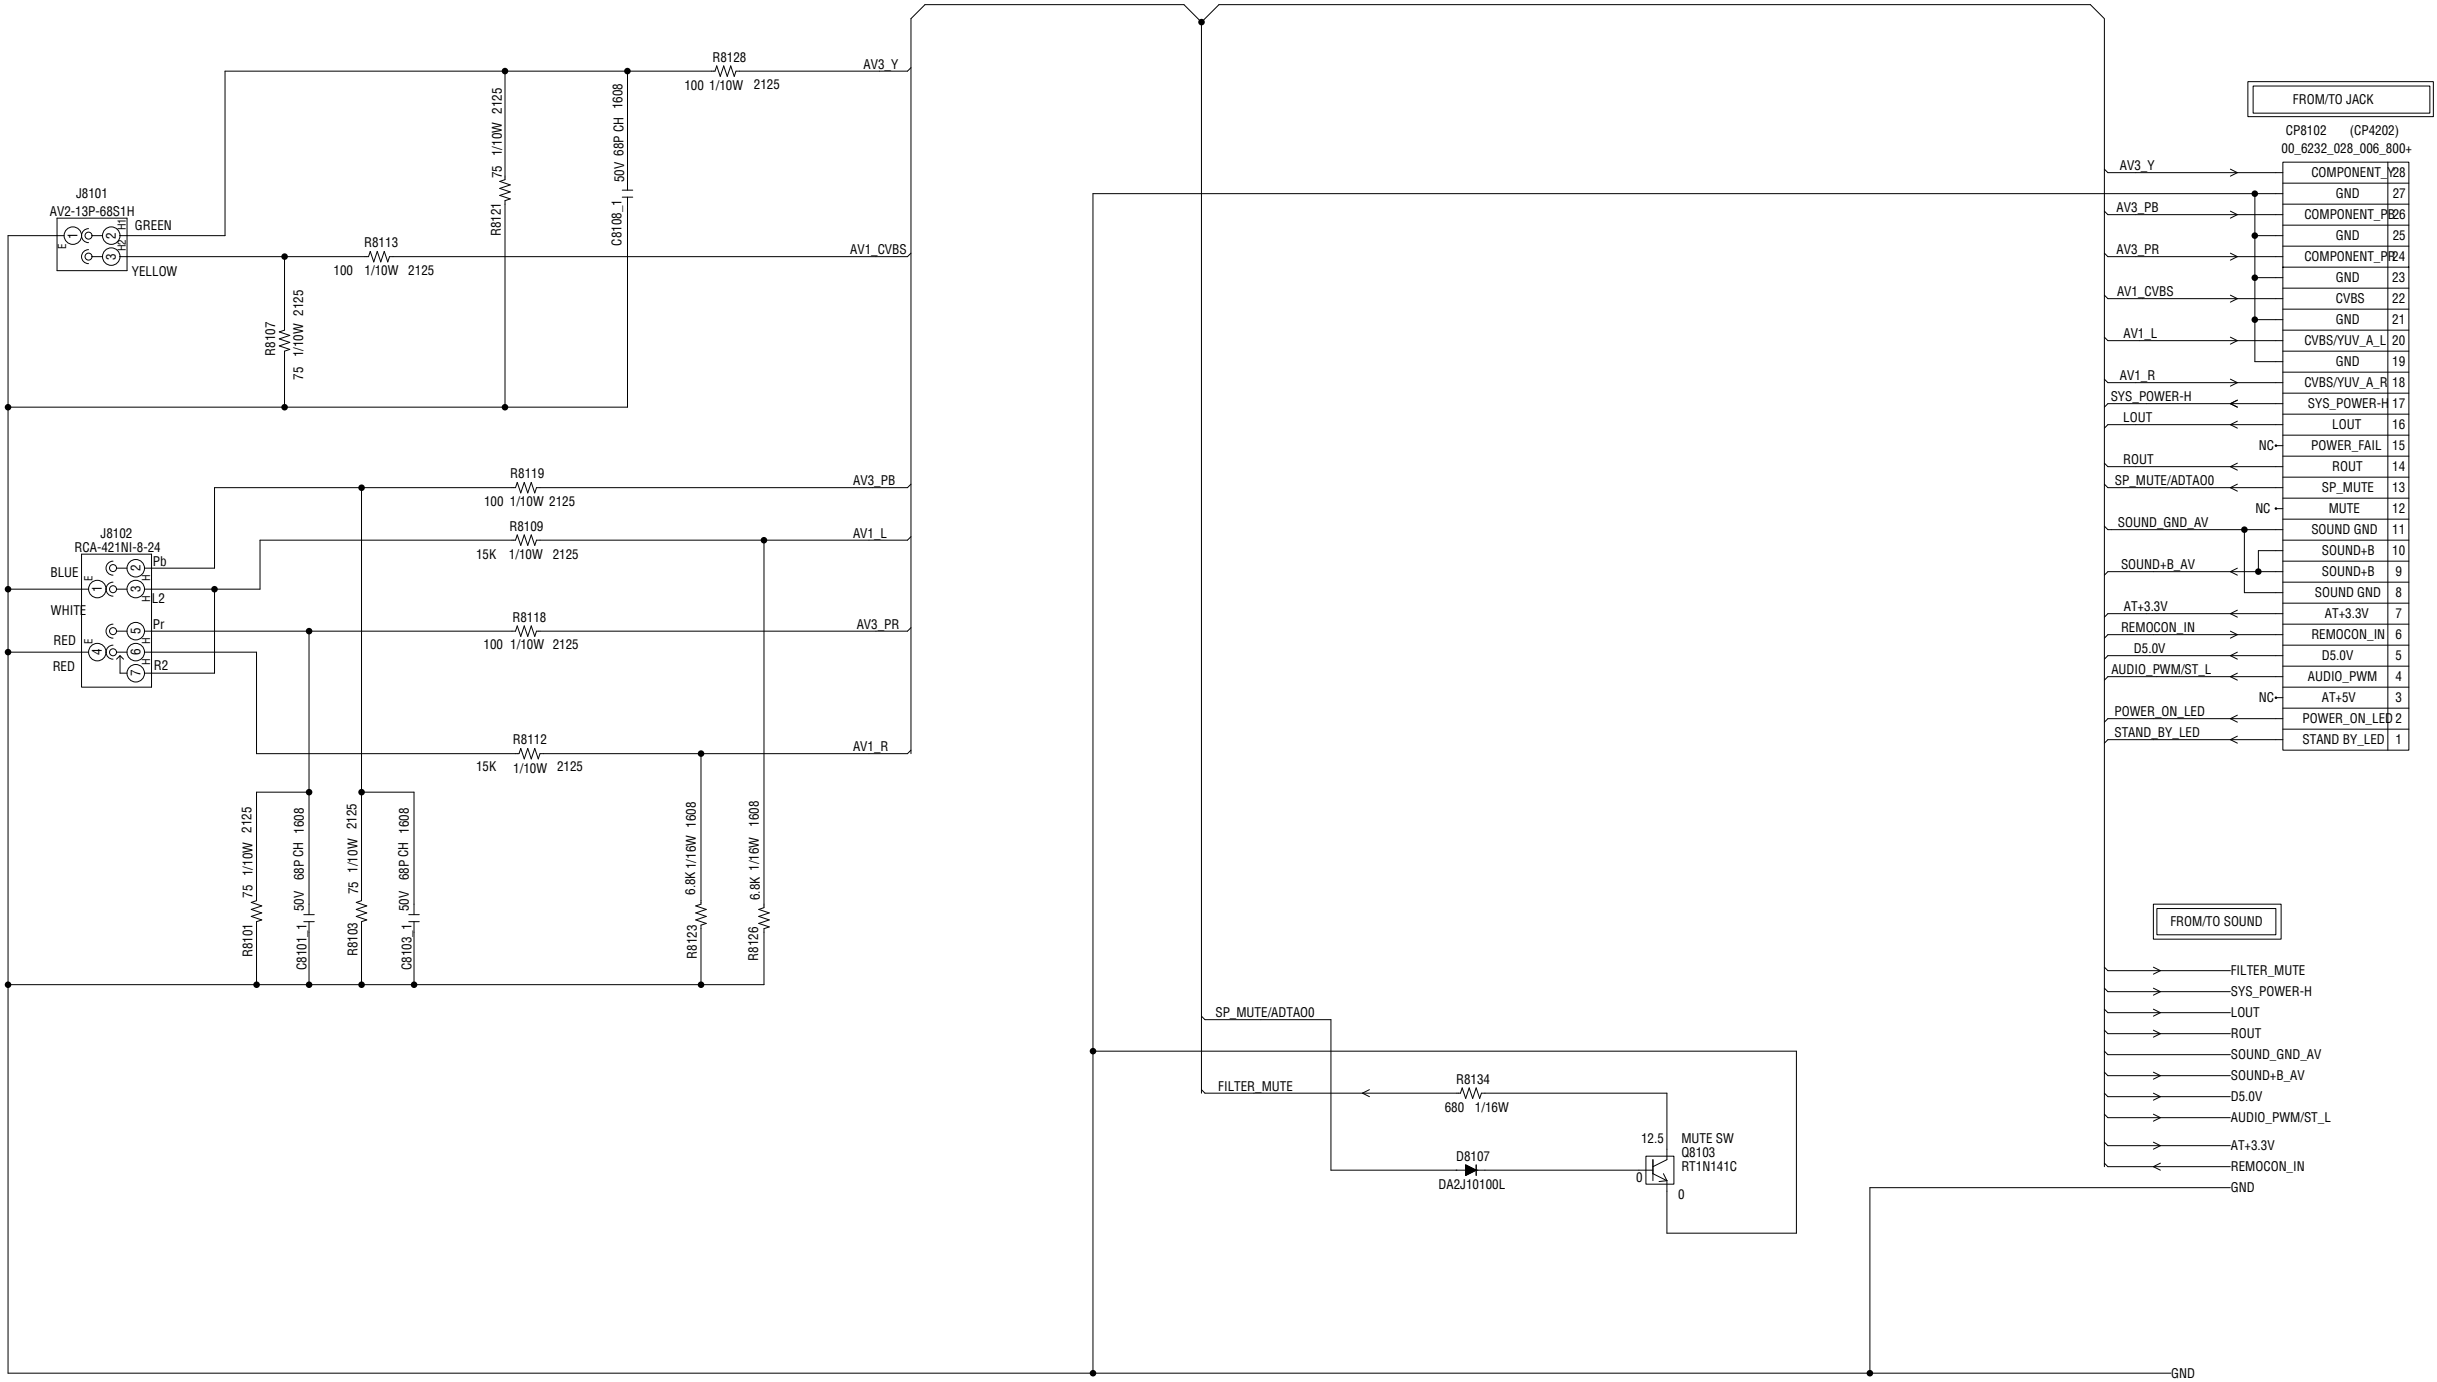 R8128
AV3_Y
100 1/10W 2125
R8121 75 1/10W 2125
C8108_1 50V 68P CH 1608
J8101
AV2-13P-68S1H
GREEN
E 1 2 H1
3 H2
YELLOW
R8113
AV1_CVBS
100 1/10W 2125
R8107
75 1/10W 2125
R8119
AV3_PB
100 1/10W 2125
R8109
AV1_L
15K 1/10W 2125
J8102
RCA-421NI-8-24
BLUE
E
2 H Pb
1 3 H L2
WHITE
RED
E
5 H Pr
4 6 H
RED
7 R2
R8118
AV3_PR
100 1/10W 2125
R8112
AV1_R
15K 1/10W 2125
R8101 75 1/10W 2125
C8101_1 50V 68P CH 1608
R8103 75 1/10W 2125
C8103_1 50V 68P CH 1608
R8123 6.8K 1/16W 1608
R8126 6.8K 1/16W 1608
SP_MUTE/ADTAO0
FILTER_MUTE
R8134
680 1/16W
12.5
MUTE SW
Q8103
RT1N141C
D8107
DA2J10100L
0
0
FROM/TO JACK
CP8102 (CP4202)
00_6232_028_006_800+
AV3_Y COMPONENT_Y 28
GND 27
AV3_PB COMPONENT_PB 26
GND 25
AV3_PR COMPONENT_PR 24
GND 23
AV1_CVBS CVBS 22
GND 21
AV1_L CVBS/YUV_A_L 20
GND 19
AV1_R CVBS/YUV_A_R 18
SYS_POWER-H SYS_POWER-H 17
LOUT LOUT 16
NC POWER_FAIL 15
ROUT ROUT 14
SP_MUTE/ADTAO0 SP_MUTE 13
NC MUTE 12
SOUND_GND_AV SOUND GND 11
SOUND+B 10
SOUND+B_AV SOUND+B 9
SOUND GND 8
AT+3.3V AT+3.3V 7
REMOCON_IN REMOCON_IN 6
D5.0V D5.0V 5
AUDIO_PWM/ST_L AUDIO_PWM 4
NC AT+5V 3
POWER_ON_LED POWER_ON_LED 2
STAND_BY_LED STAND BY_LED 1
FROM/TO SOUND
FILTER_MUTE
SYS_POWER-H
LOUT
ROUT
SOUND_GND_AV
SOUND+B_AV
D5.0V
AUDIO_PWM/ST_L
AT+3.3V
REMOCON_IN
GND
GND